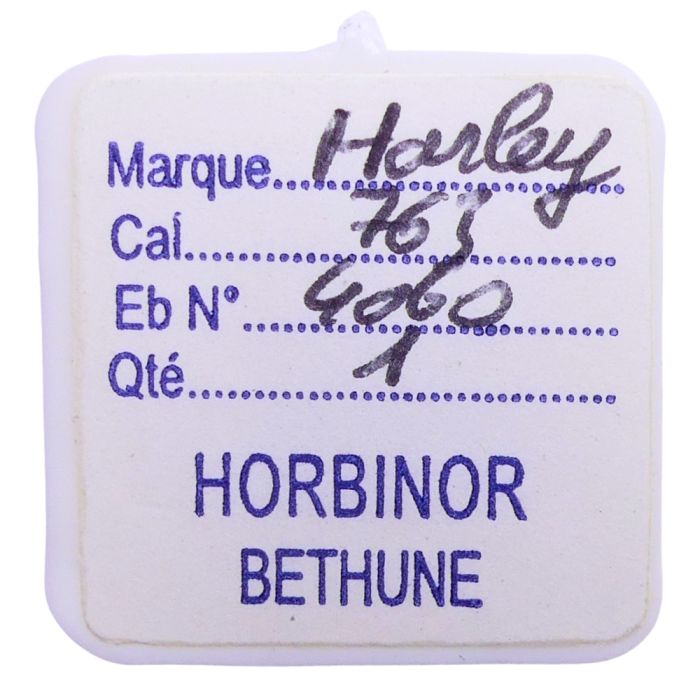 Marque Harley
Cal 763
Eb N° 4060
Qté 1
HORBINOR
BETHUNE